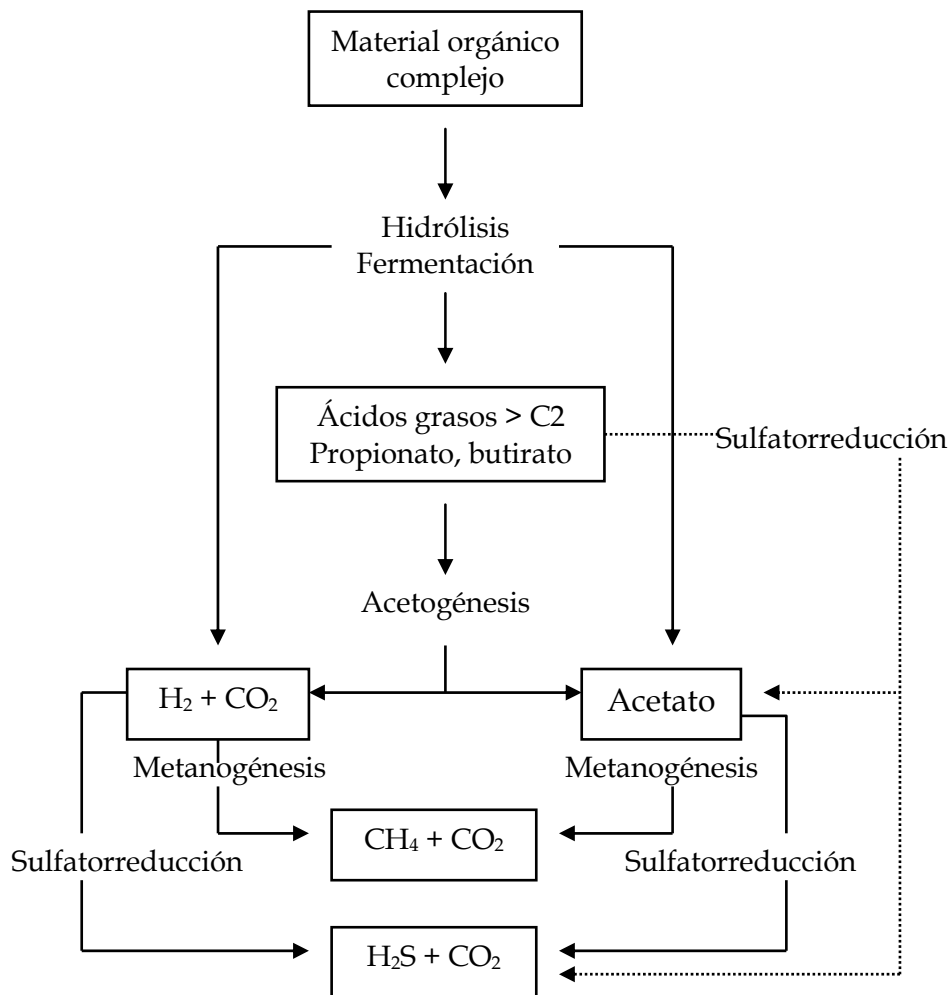 Material orgánico
complejo
Hidrólisis
Fermentación
Ácidos grasos > C2
Propionato, butirato
Sulfatorreducción
Acetogénesis
H₂ + CO₂
Acetato
Metanogénesis
Metanogénesis
CH₄ + CO₂
Sulfatorreducción
Sulfatorreducción
H₂S + CO₂